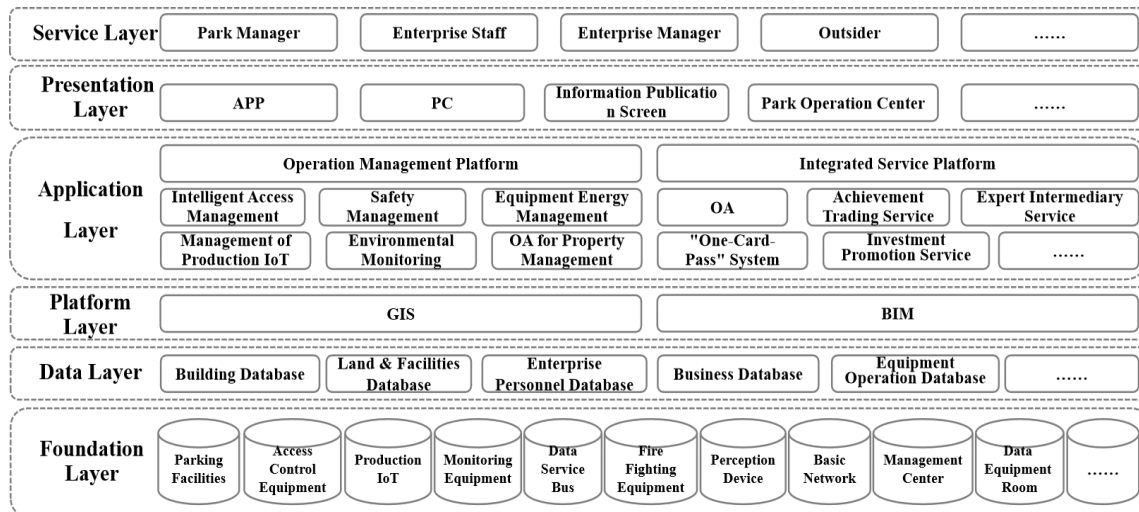 Service Layer
Park Manager
Enterprise Staff
Enterprise Manager
Outsider
……
Presentation
Layer
APP
PC
Information Publicatio
n Screen
Park Operation Center
……
Application
Layer
Operation Management Platform
Integrated Service Platform
Intelligent Access
Management
Safety
Management
Equipment Energy
Management
OA
Achievement
Trading Service
Expert Intermediary
Service
Management of
Production IoT
Environmental
Monitoring
OA for Property
Management
"One-Card-
Pass" System
Investment
Promotion Service
……
Platform
Layer
GIS
BIM
Data Layer
Building Database
Land & Facilities
Database
Enterprise
Personnel Database
Business Database
Equipment
Operation Database
……
Foundation
Layer
Parking
Facilities
Access
Control
Equipment
Production
IoT
Monitoring
Equipment
Data
Service
Bus
Fire
Fighting
Equipment
Perception
Device
Basic
Network
Management
Center
Data
Equipment
Room
……